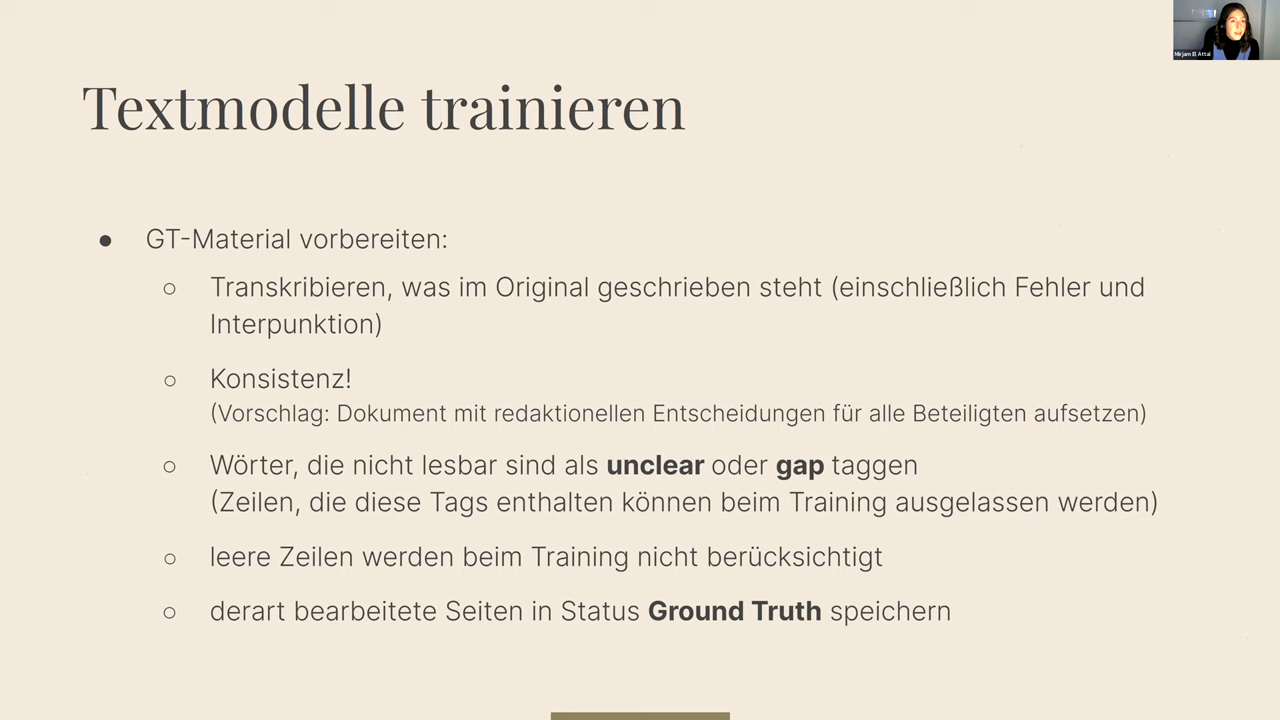 Mirjam El Attal
Textmodelle trainieren
● GT-Material vorbereiten:
○ Transkribieren, was im Original geschrieben steht (einschließlich Fehler und
Interpunktion)
○ Konsistenz!
(Vorschlag: Dokument mit redaktionellen Entscheidungen für alle Beteiligten aufsetzen)
○ Wörter, die nicht lesbar sind als unclear oder gap taggen
(Zeilen, die diese Tags enthalten können beim Training ausgelassen werden)
○ leere Zeilen werden beim Training nicht berücksichtigt
○ derart bearbeitete Seiten in Status Ground Truth speichern